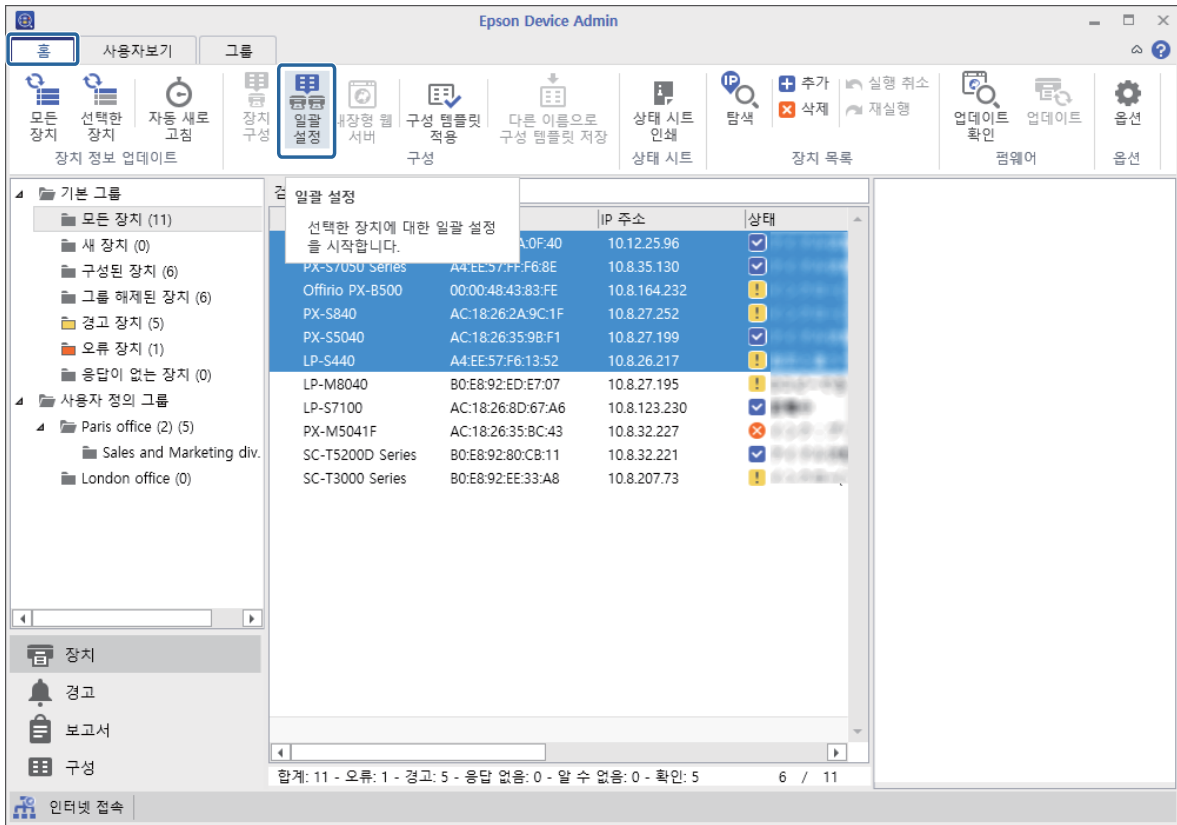 Epson Device Admin
홈 사용자보기 그룹
모든 장치
선택한 장치
자동 새로 고침
장치 정보 업데이트
장치 구성
일괄 설정
내장형 웹 서버
구성 템플릿 적용
다른 이름으로 구성 템플릿 저장
구성
상태 시트 인쇄
상태 시트
탐색
추가
삭제
실행 취소
재실행
장치 목록
업데이트 확인
업데이트
펌웨어
옵션
옵션
기본 그룹
모든 장치 (11)
새 장치 (0)
구성된 장치 (6)
그룹 해제된 장치 (6)
경고 장치 (5)
오류 장치 (1)
응답이 없는 장치 (0)
사용자 정의 그룹
Paris office (2) (5)
Sales and Marketing div.
London office (0)
장치
경고
보고서
구성
일괄 설정
선택한 장치에 대한 일괄 설정
을 시작합니다.
IP 주소 상태
A:0F:40 10.12.25.96
PX-S7050 Series A4:EE:57:FF:F6:8E 10.8.35.130
Offirio PX-B500 00:00:48:43:83:FE 10.8.164.232
PX-S840 AC:18:26:2A:9C:1F 10.8.27.252
PX-S5040 AC:18:26:35:9B:F1 10.8.27.199
LP-S440 A4:EE:57:F6:13:52 10.8.26.217
LP-M8040 B0:E8:92:ED:E7:07 10.8.27.195
LP-S7100 AC:18:26:8D:67:A6 10.8.123.230
PX-M5041F AC:18:26:35:BC:43 10.8.32.227
SC-T5200D Series B0:E8:92:80:CB:11 10.8.32.221
SC-T3000 Series B0:E8:92:EE:33:A8 10.8.207.73
합계: 11 - 오류: 1 - 경고: 5 - 응답 없음: 0 - 알 수 없음: 0 - 확인: 5 6 / 11
인터넷 접속